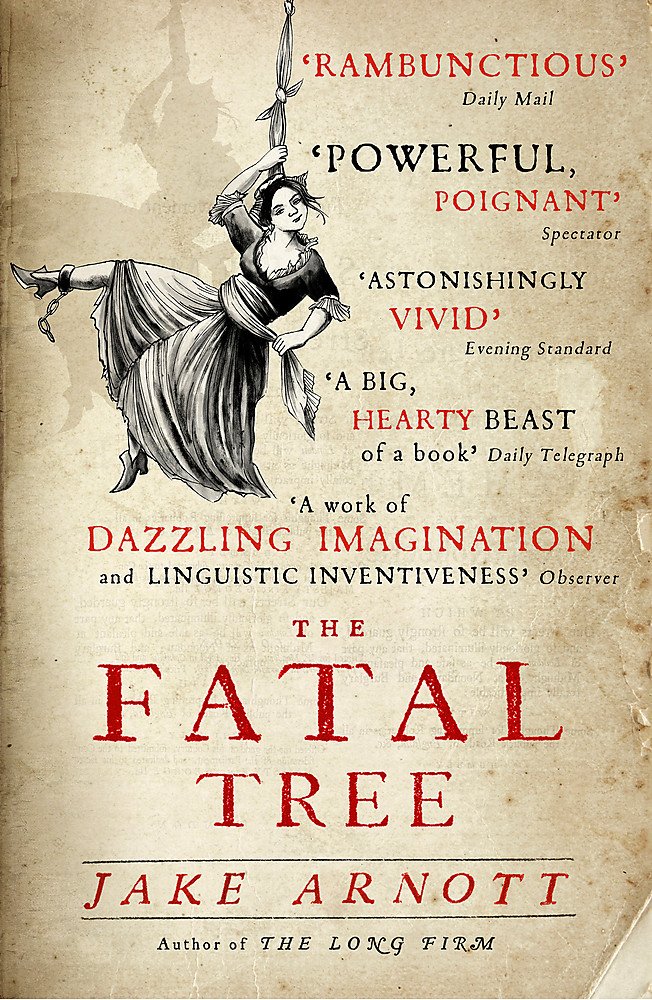 ‘RAMBUNCTIOUS’
Daily Mail
‘POWERFUL,
POIGNANT’
Spectator
‘ASTONISHINGLY
VIVID’
Evening Standard
‘A BIG,
HEARTY BEAST
of a book’ Daily Telegraph
‘A work of
DAZZLING IMAGINATION
and LINGUISTIC INVENTIVENESS’ Observer
THE
FATAL
TREE
JAKE ARNOTT
Author of THE LONG FIRM